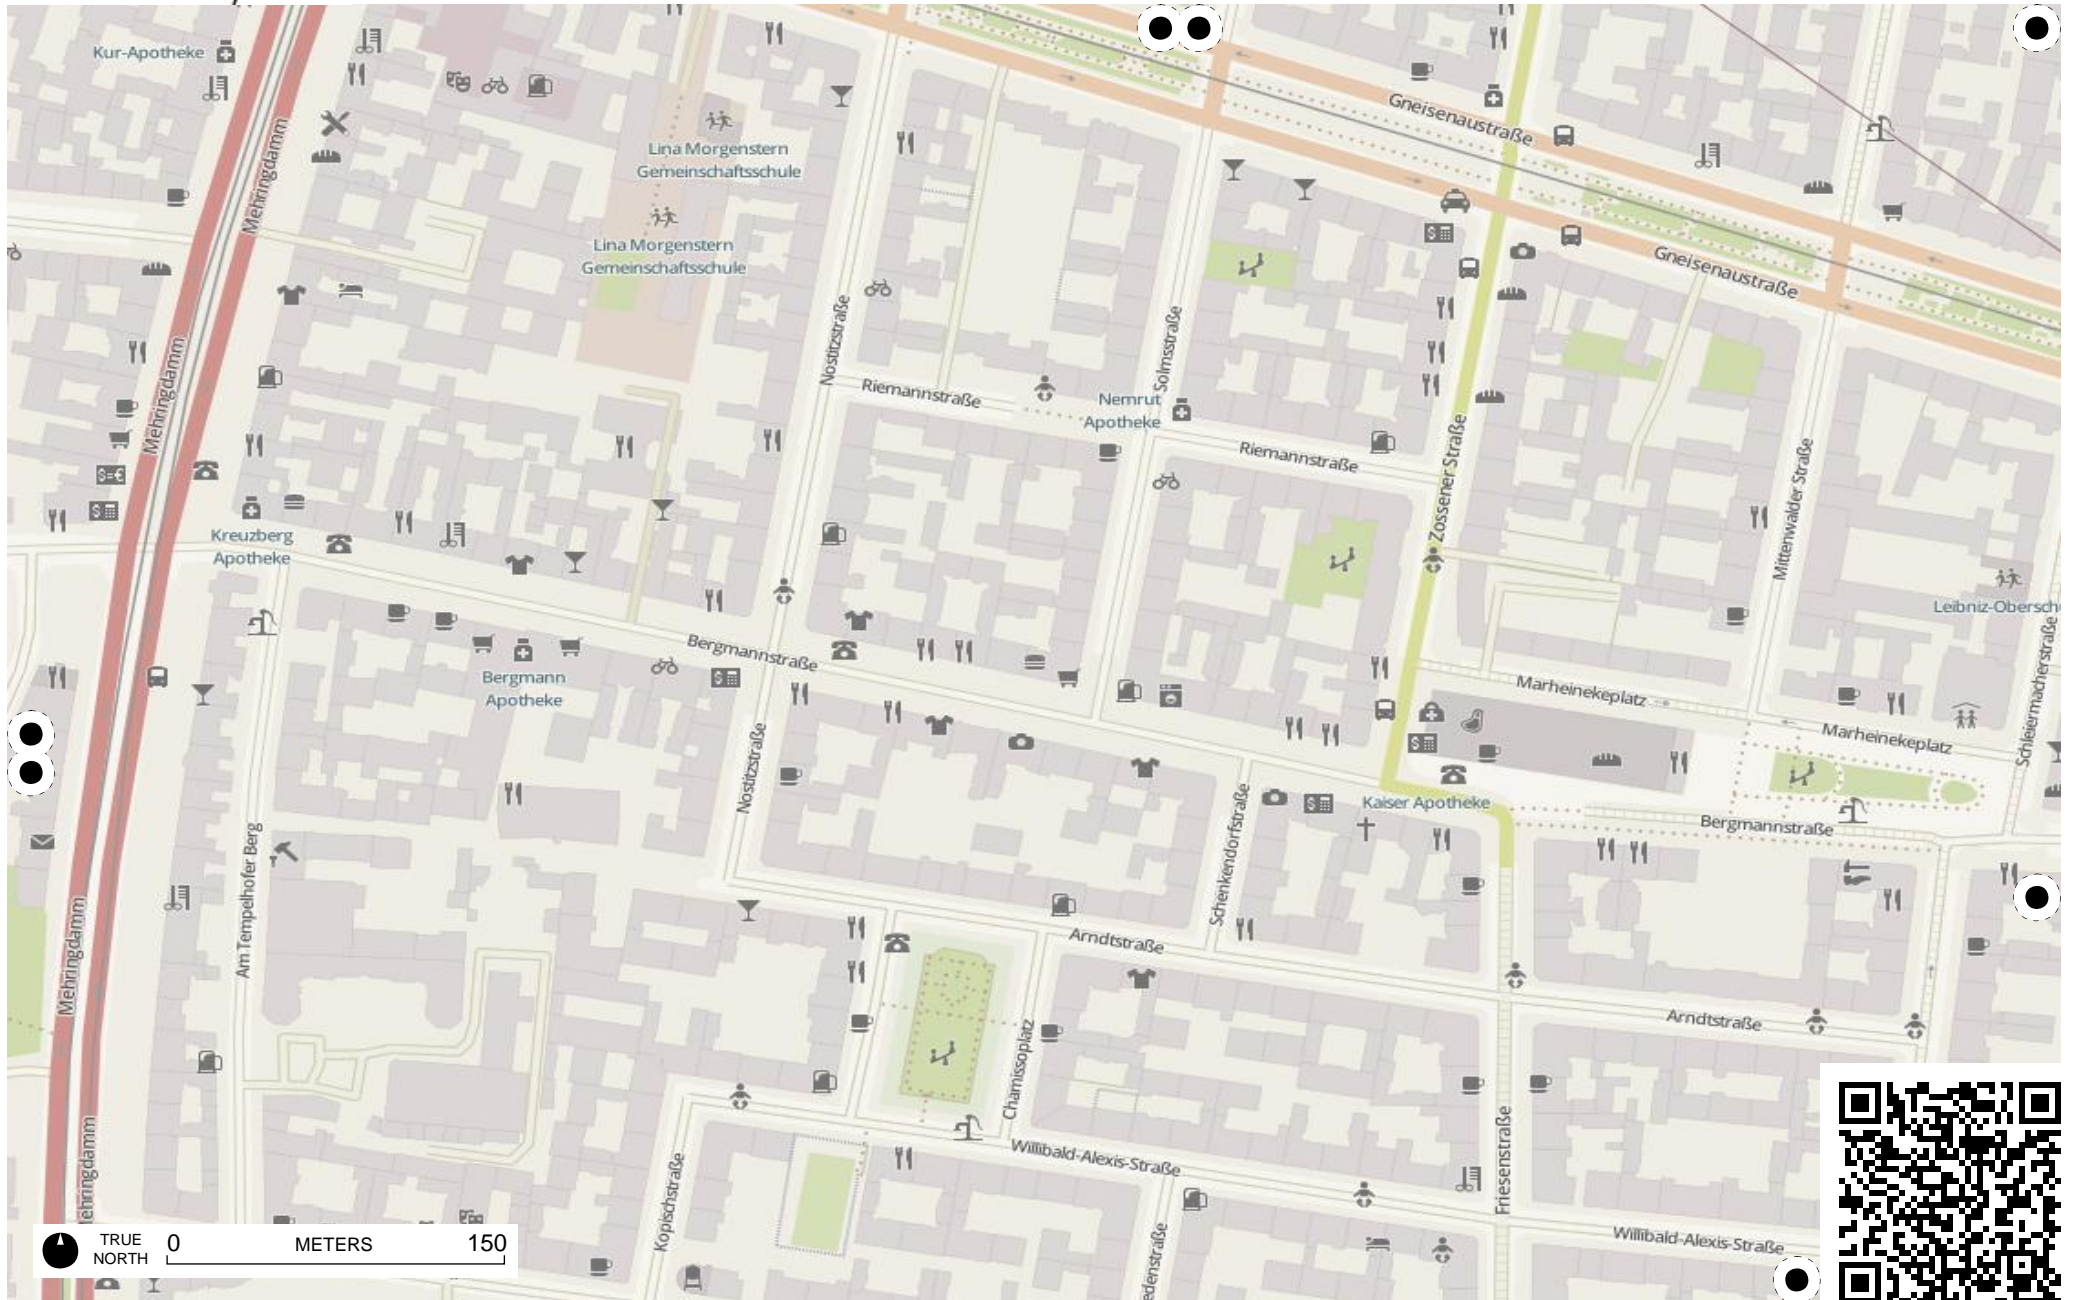 Kur-Apotheke
Mehringdamm
Lina Morgenstern
Gemeinschaftsschule
Lina Morgenstern
Gemeinschaftsschule
Gneisenaustraße
Gneisenaustraße
Nostitzstraße
Solmsstraße
Riemannstraße
Nemrut
Apotheke
Riemannstraße
Zossener Straße
Mittenwalder Straße
Mehringdamm
$=€
Kreuzberg
Apotheke
Leibniz-Obersch
Schleiermacherstraße
Bergmannstraße
Bergmann
Apotheke
Marheinekeplatz
Marheinekeplatz
Nostitzstraße
Kaiser Apotheke
Bergmannstraße
Schenkendorfstraße
Am Tempelhofer Berg
Mehringdamm
Arndtstraße
Arndtstraße
Chamissoplatz
Willibald-Alexis-Straße
Friesenstraße
Kopischstraße
Mehringdamm
edenstraße
Willibald-Alexis-Straße
TRUE
NORTH
0 METERS 150